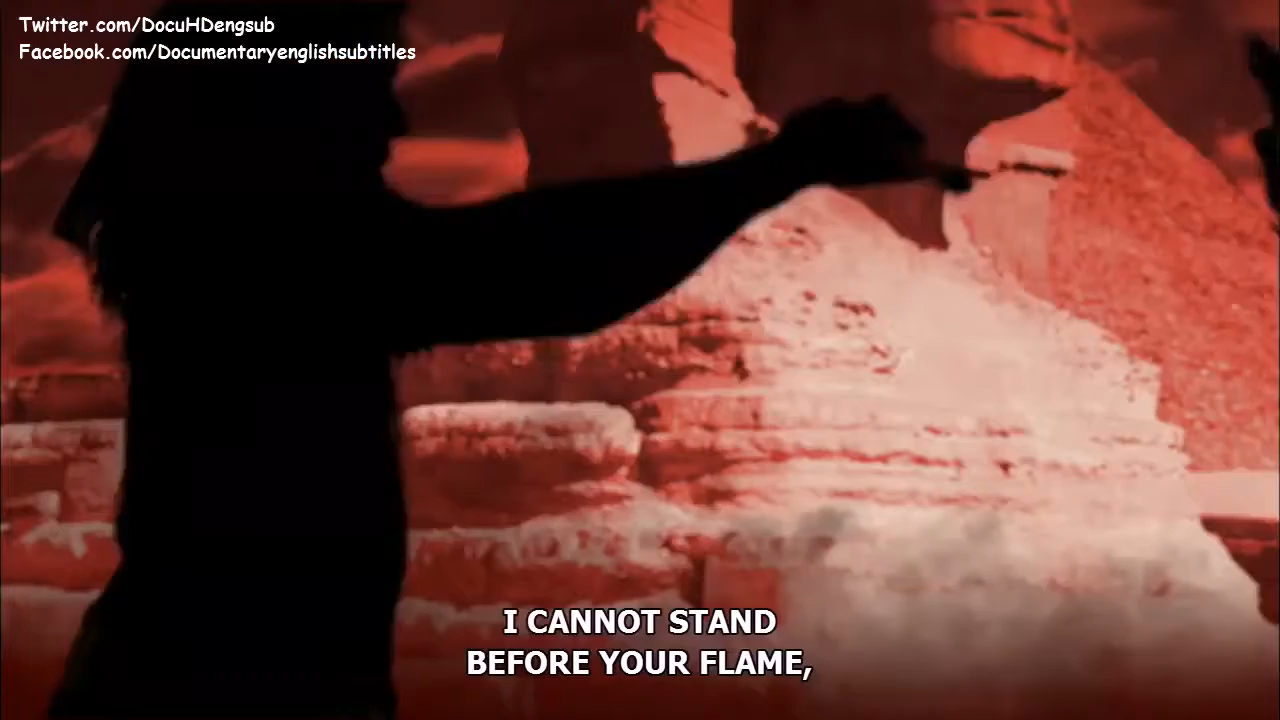 Twitter.com/DocuHDengsub
Facebook.com/Documentaryenglishsubtitles
I CANNOT STAND
BEFORE YOUR FLAME,